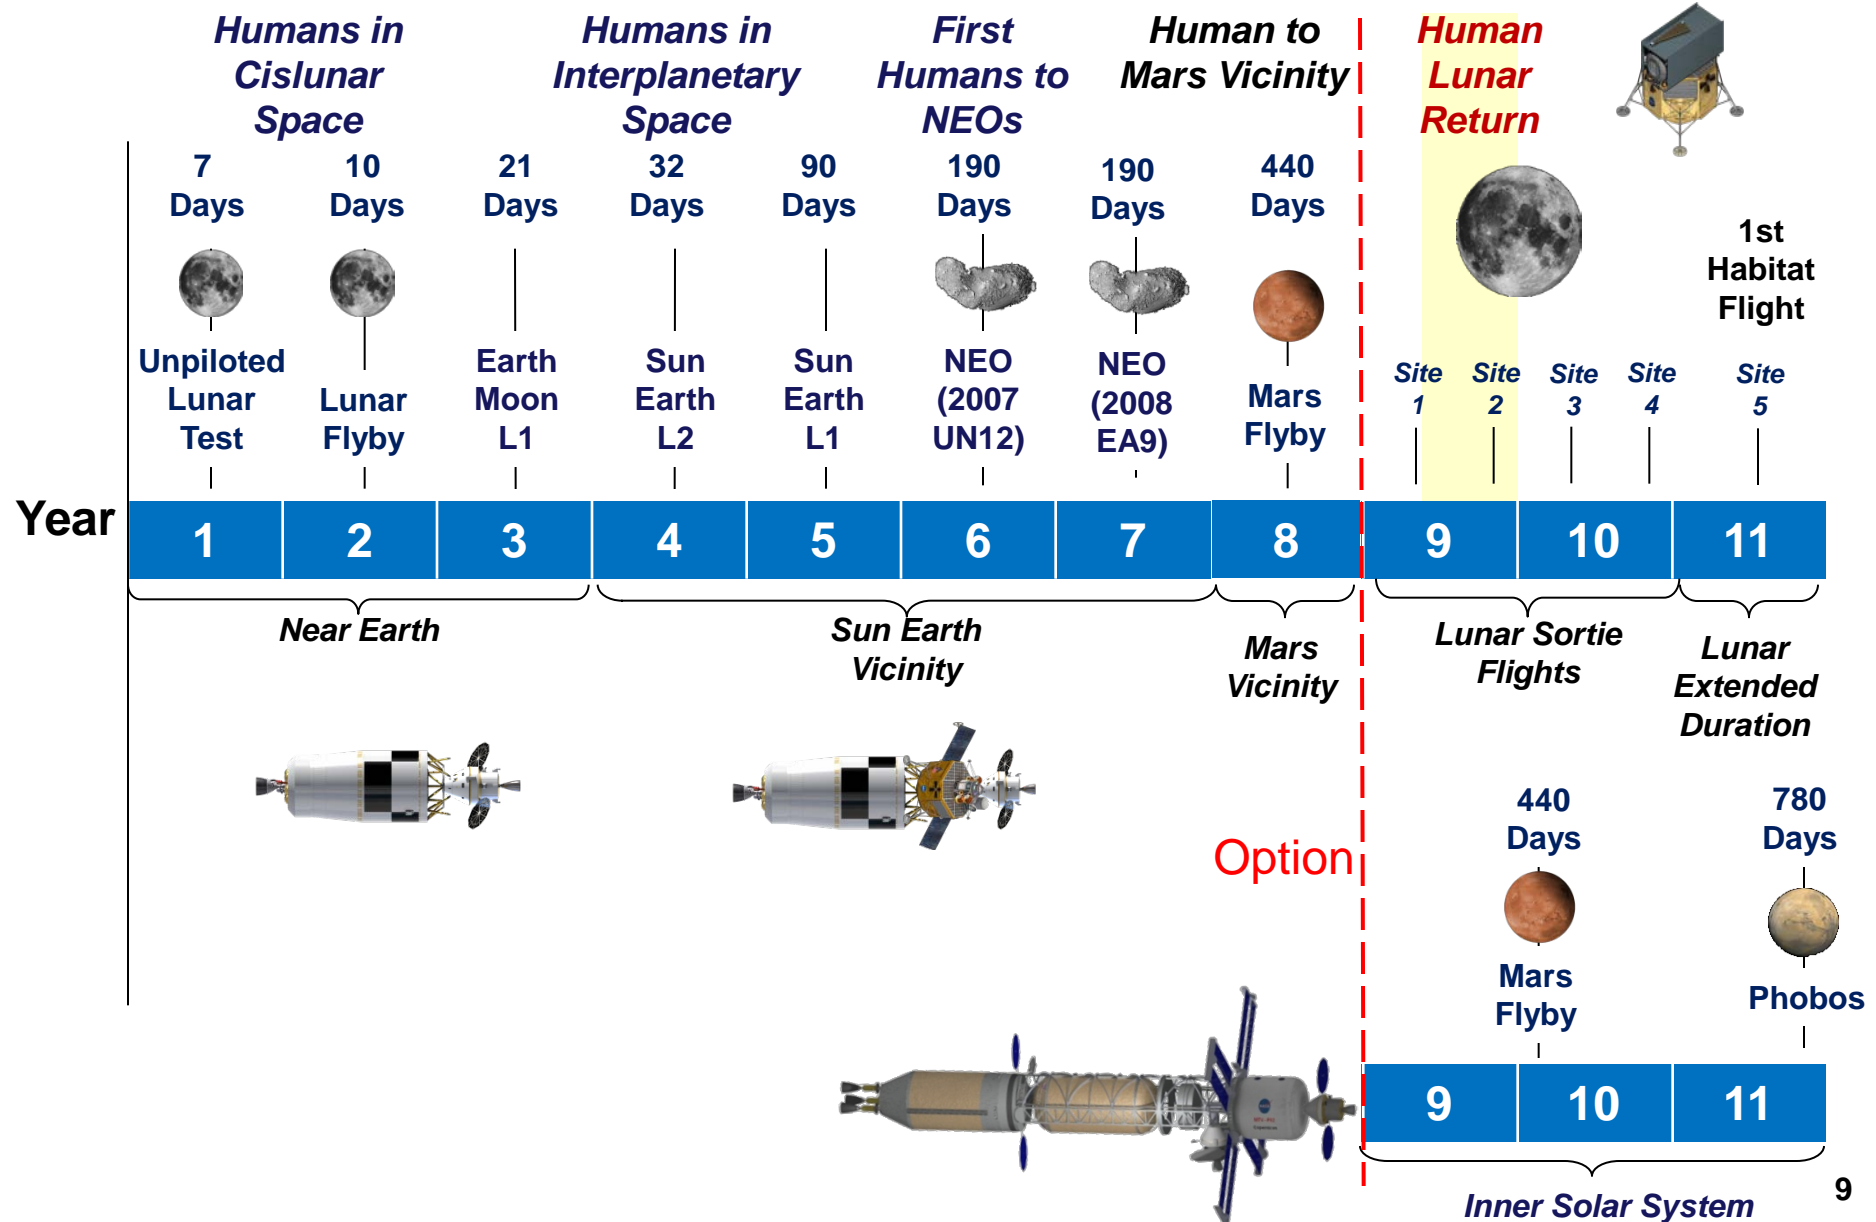 Humans in
Cislunar
Space
Humans in
Interplanetary
Space
First
Humans to
NEOs
Human to
Mars Vicinity
Human
Lunar
Return
7
Days
10
Days
21
Days
32
Days
90
Days
190
Days
190
Days
440
Days
1st
Habitat
Flight
Unpiloted
Lunar
Test
Lunar
Flyby
Earth
Moon
L1
Sun
Earth
L2
Sun
Earth
L1
NEO
(2007
UN12)
NEO
(2008
EA9)
Mars
Flyby
Site
1
Site
2
Site
3
Site
4
Site
5
Year
1
2
3
4
5
6
7
8
9
10
11
Near Earth
Sun Earth
Vicinity
Mars
Vicinity
Lunar Sortie
Flights
Lunar
Extended
Duration
Option
440
Days
780
Days
Mars
Flyby
Phobos
9
10
11
Inner Solar System
9